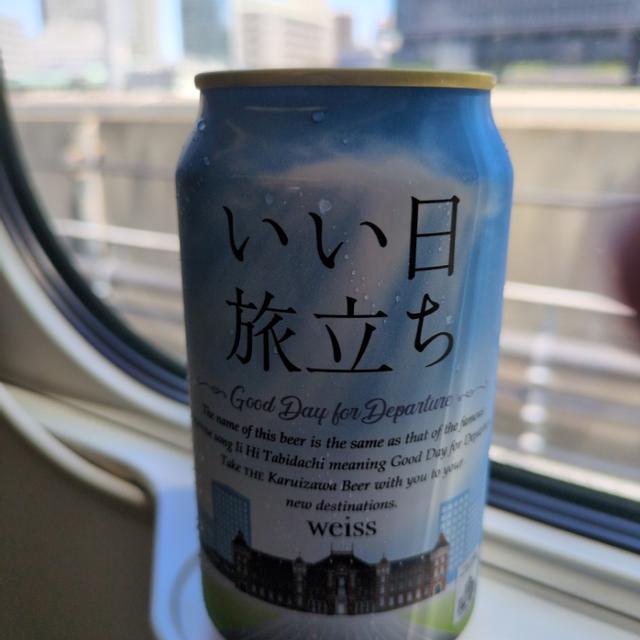 いい日
旅立ち
Good Day for Departure
The name of this beer is the same as that of the famous
song Ii Hi Tabidachi meaning Good Day for
Take THE Karuizawa Beer with you to your
new destinations.
weiss